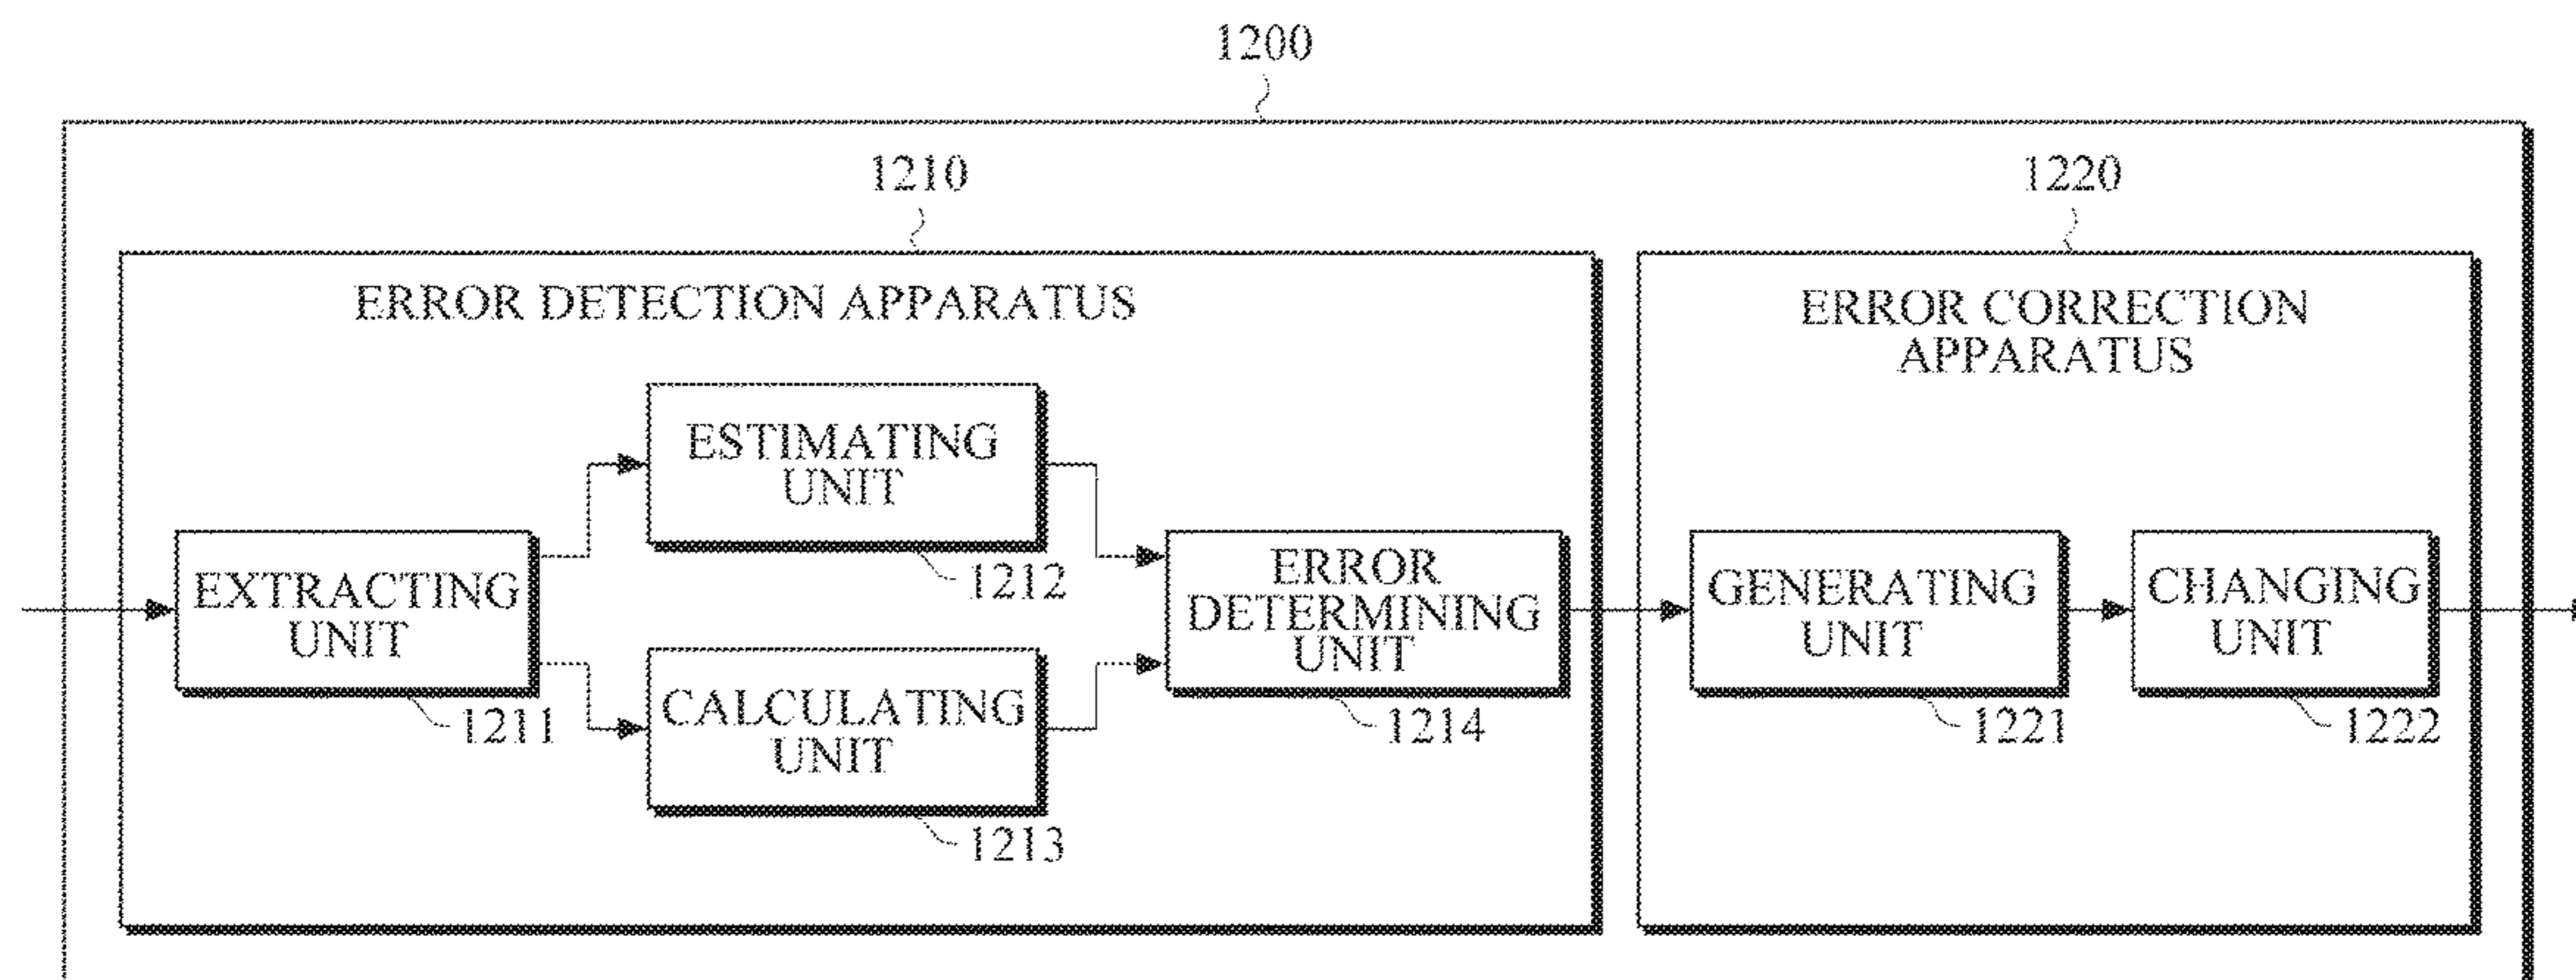 1200
1210
1220
ERROR DETECTION APPARATUS
ERROR CORRECTION
APPARATUS
ESTIMATING
UNIT
1212
EXTRACTING
UNIT
1211
CALCULATING
UNIT
1213
ERROR
DETERMINING
UNIT
1214
GENERATING
UNIT
1221
CHANGING
UNIT
1222